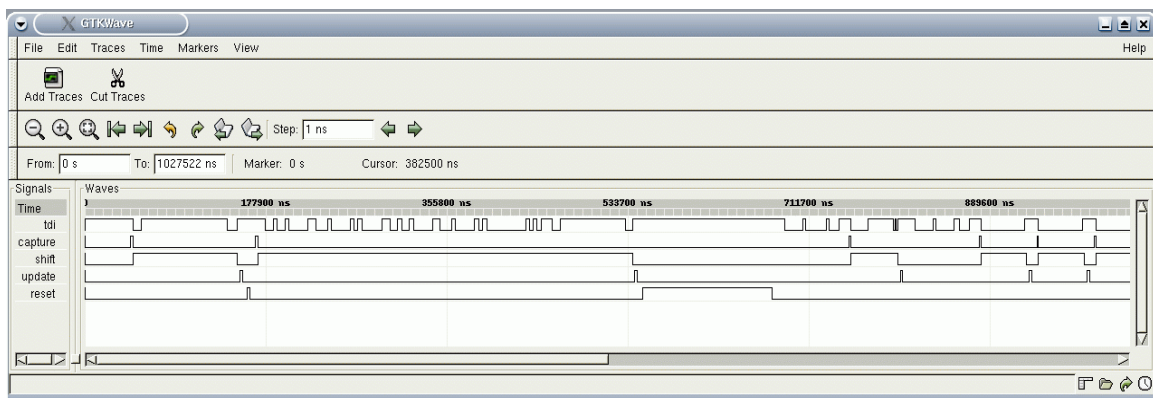 GTKWave
File Edit Traces Time Markers View Help
Add Traces Cut Traces
Step: 1 ns
From: 0 s To: 1027522 ns Marker: 0 s Cursor: 382500 ns
Signals Waves
Time ) 177900 ns 355800 ns 533700 ns 711700 ns 889600 ns
tdi
capture
shift
update
reset